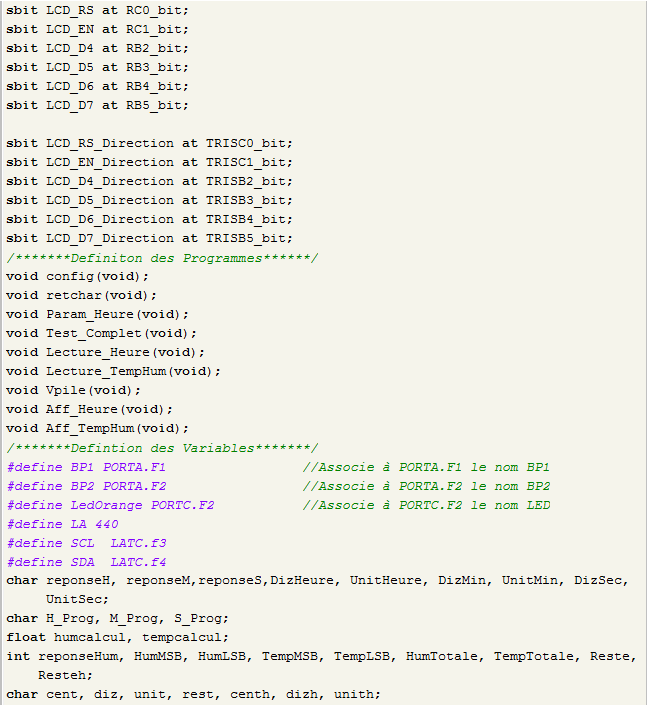 sbit LCD_RS at RC0_bit;
sbit LCD_EN at RC1_bit;
sbit LCD_D4 at RB2_bit;
sbit LCD_D5 at RB3_bit;
sbit LCD_D6 at RB4_bit;
sbit LCD_D7 at RB5_bit;
sbit LCD_RS_Direction at TRISC0_bit;
sbit LCD_EN_Direction at TRISC1_bit;
sbit LCD_D4_Direction at TRISB2_bit;
sbit LCD_D5_Direction at TRISB3_bit;
sbit LCD_D6_Direction at TRISB4_bit;
sbit LCD_D7_Direction at TRISB5_bit;
/*******Definiton des Programmes******/
void config(void);
void retchar(void);
void Param_Heure(void);
void Test_Complet(void);
void Lecture_Heure(void);
void Lecture_TempHum(void);
void Vpile(void);
void Aff_Heure(void);
void Aff_TempHum(void);
/*******Defintion des Variables*******/
#define BP1 PORTA.F1 //Associe à PORTA.F1 le nom BP1
#define BP2 PORTA.F2 //Associe à PORTA.F2 le nom BP2
#define LedOrange PORTC.F2 //Associe à PORTC.F2 le nom LED
#define LA 440
#define SCL LATC.f3
#define SDA LATC.f4
char reponseH, reponseM,reponseS,DizHeure, UnitHeure, DizMin, UnitMin, DizSec,
UnitSec;
char H_Prog, M_Prog, S_Prog;
float humcalcul, tempcalcul;
int reponseHum, HumMSB, HumLSB, TempMSB, TempLSB, HumTotale, TempTotale, Reste,
Resteh;
char cent, diz, unit, rest, centh, dizh, unith;